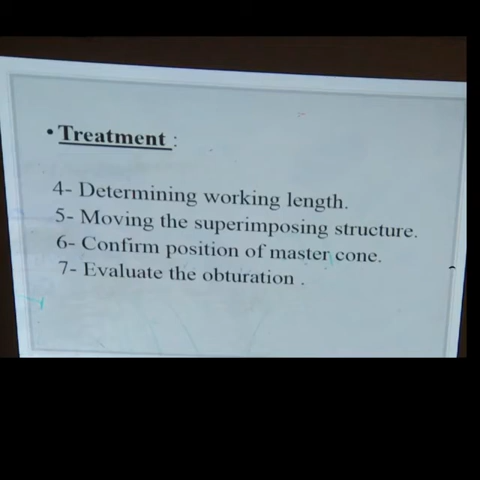 • Treatment :
4- Determining working length.
5- Moving the superimposing structure.
6- Confirm position of master cone.
7- Evaluate the obturation .